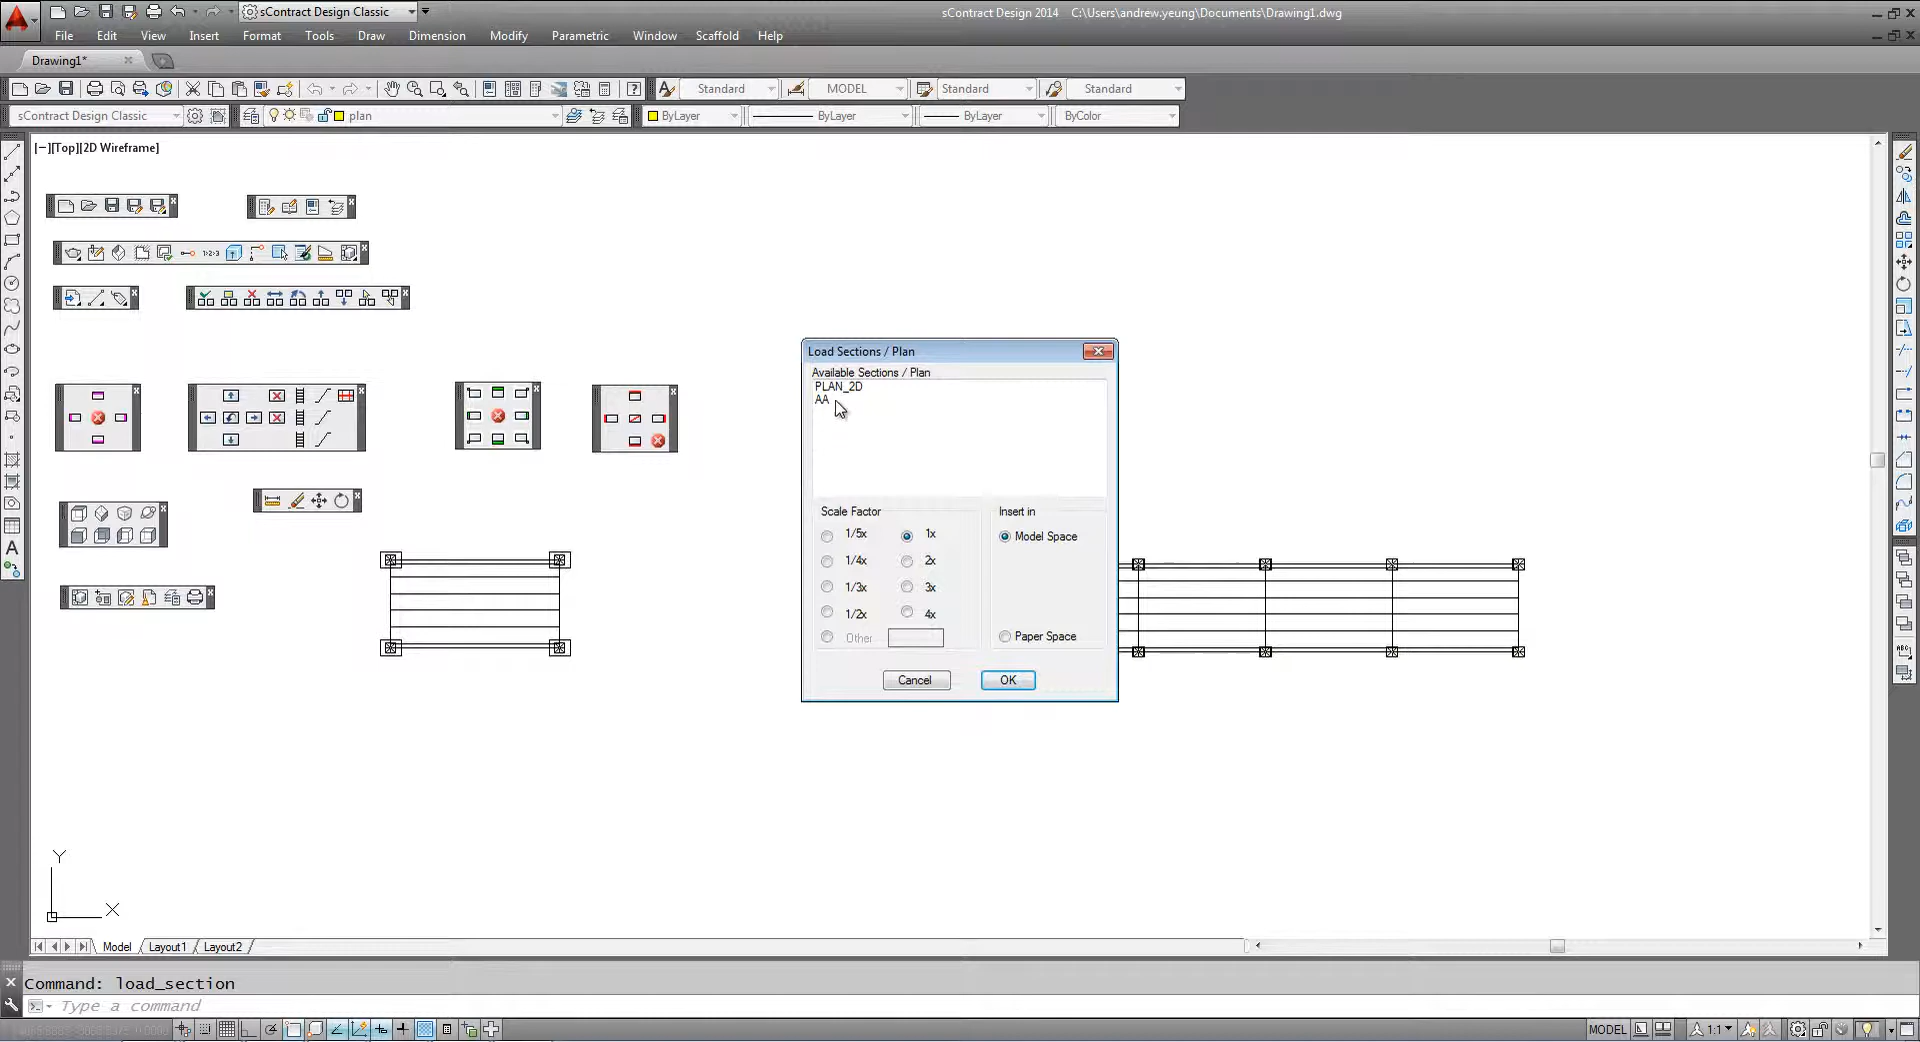 sContract Design Classic
sContract Design 2014 C:\Users\andrew.yeung\Documents\Drawing1.dwg
File Edit View Insert Format Tools Draw Dimension Modify Parametric Window Scaffold Help
Drawing1*
Standard MODEL Standard Standard
sContract Design Classic plan ByLayer ByLayer ByLayer ByColor
[−][Top][2D Wireframe]
1•2•3
Load Sections / Plan
Available Sections / Plan
PLAN_2D
AA
Scale Factor Insert in
1/5x 1x Model Space
1/4x 2x
1/3x 3x
1/2x 4x
Other Paper Space
Cancel OK
Y
X
Model Layout1 Layout2
Command: load_section
Type a command
MODEL 1:1